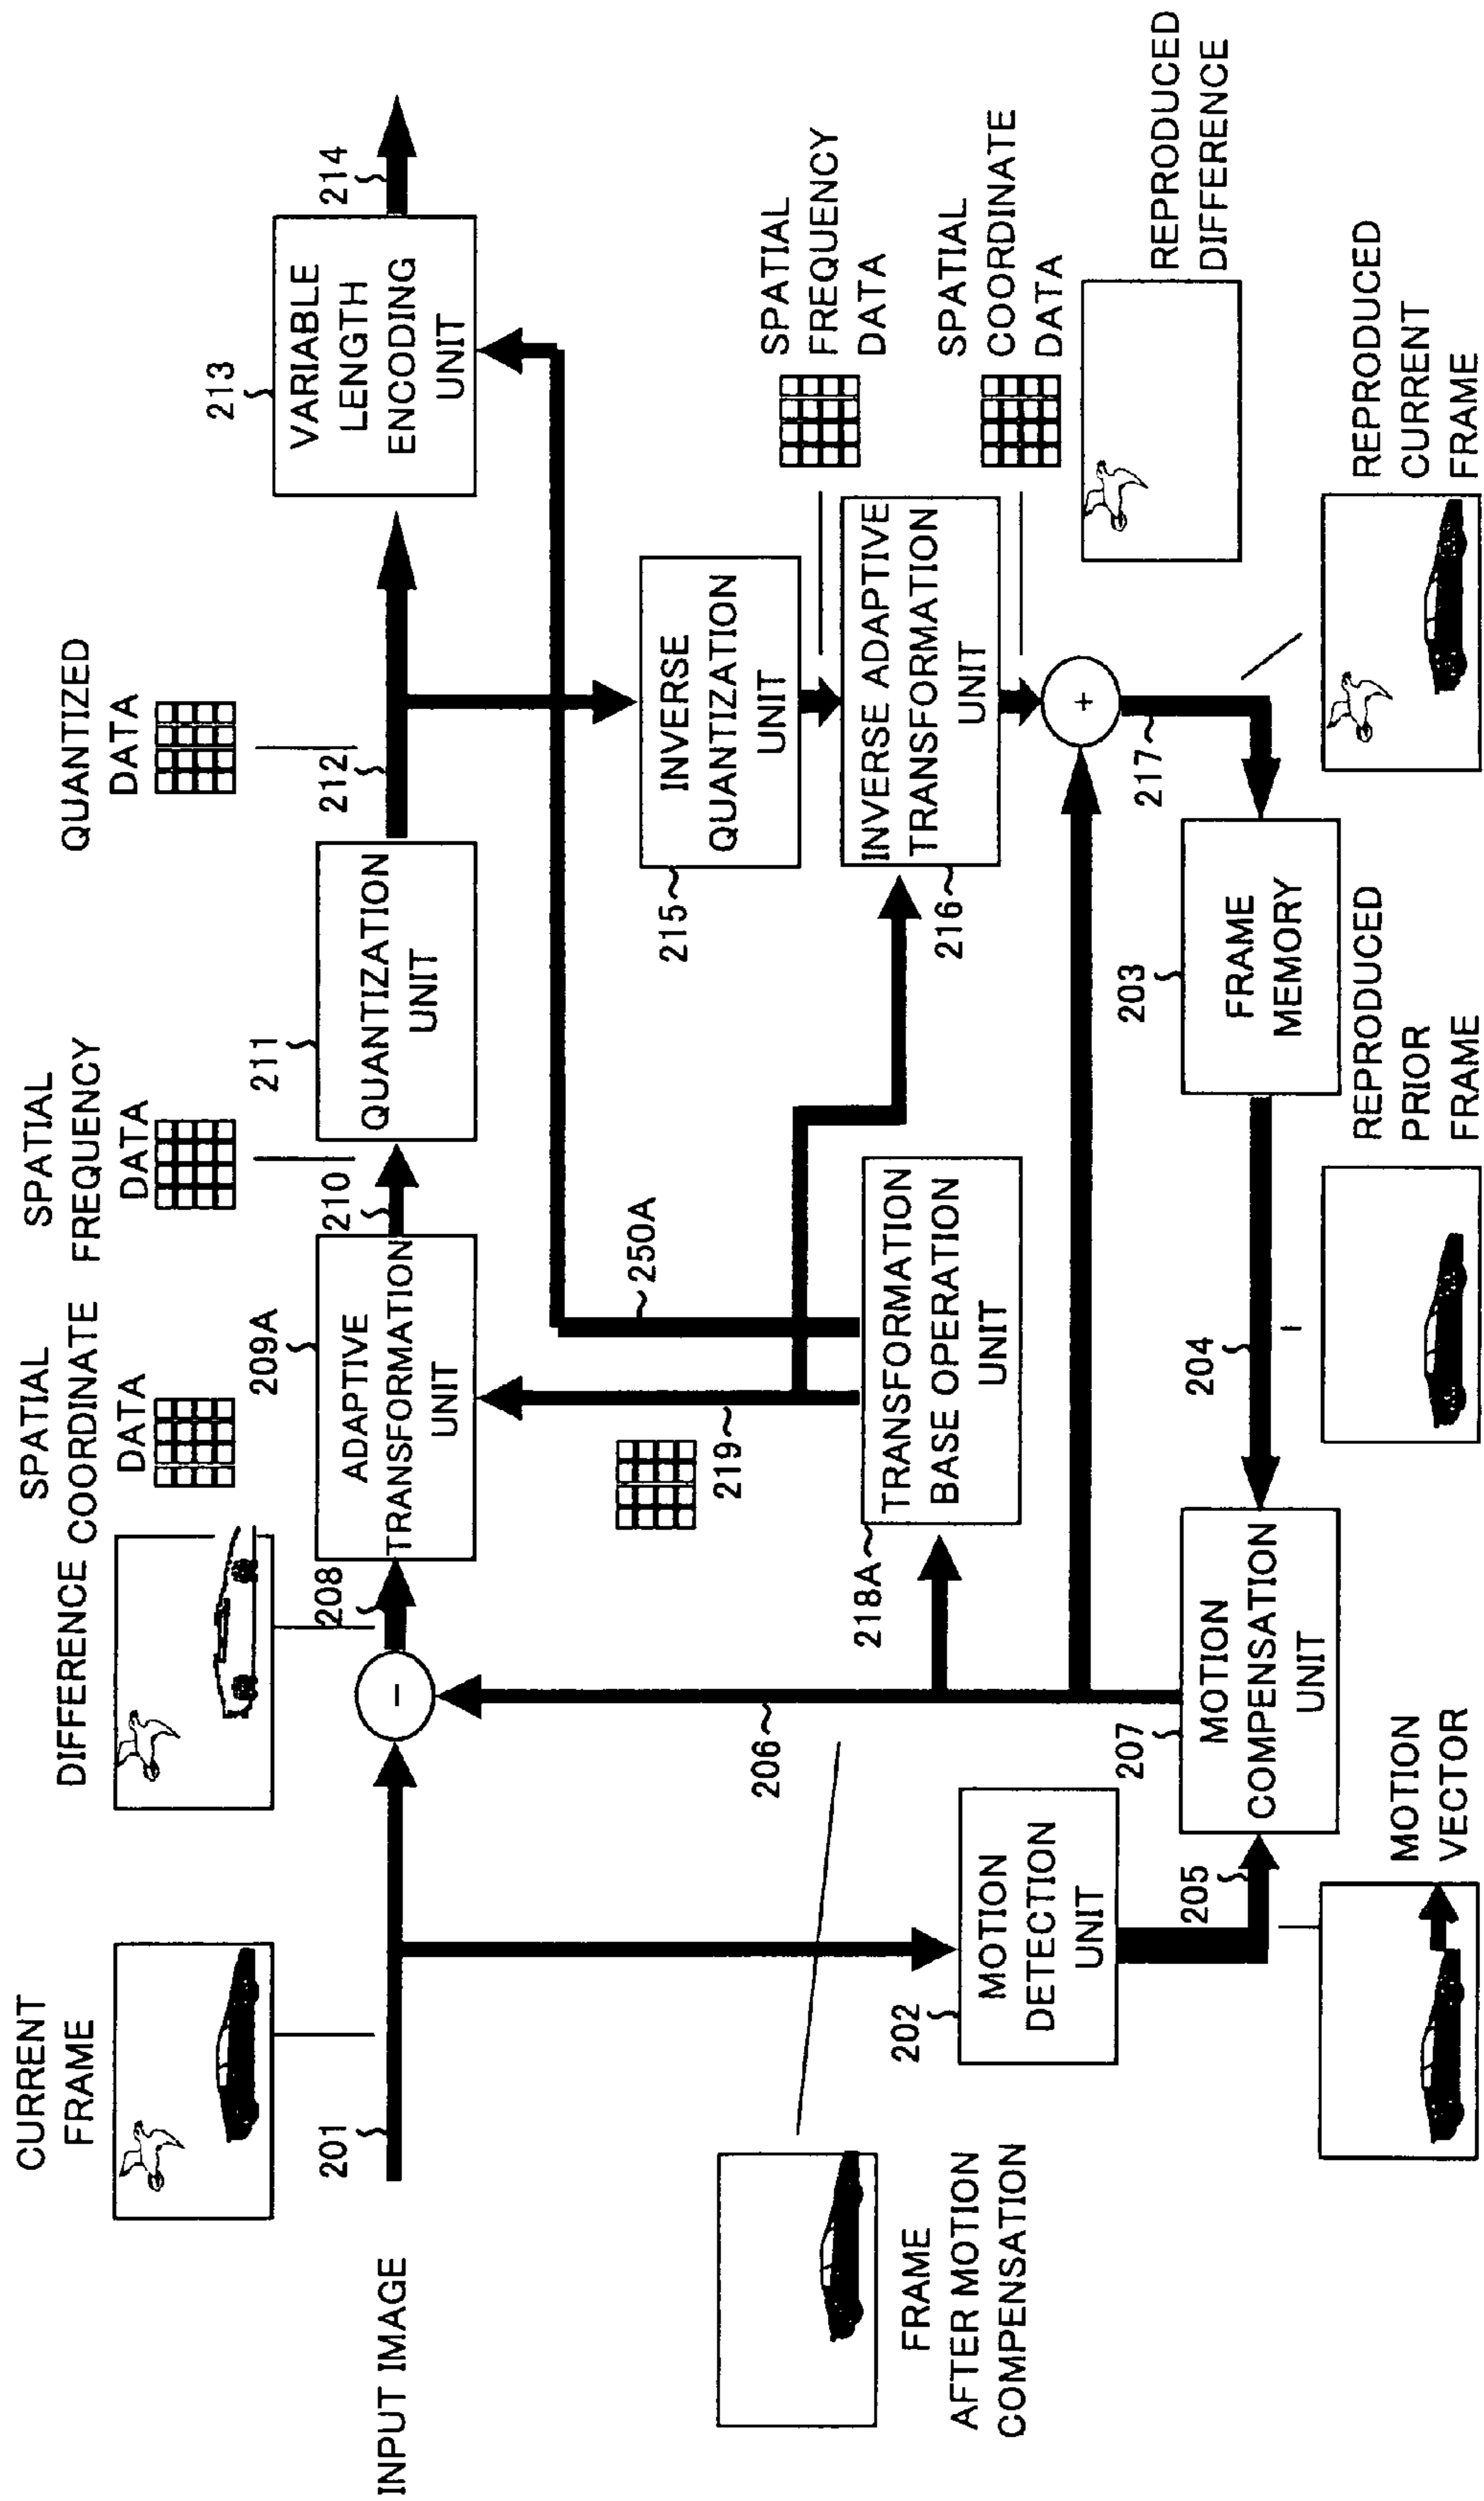 CURRENT
FRAME
DIFFERENCE
SPATIAL
COORDINATE
DATA
SPATIAL
FREQUENCY
DATA
QUANTIZED
DATA
INPUT IMAGE
201
208
209A
ADAPTIVE
TRANSFORMATION
UNIT
210
211
QUANTIZATION
UNIT
212
213
VARIABLE
LENGTH
ENCODING
UNIT
214
206
219
250A
FRAME
AFTER MOTION
COMPENSATION
202
MOTION
DETECTION
UNIT
218A
TRANSFORMATION
BASE OPERATION
UNIT
215
INVERSE
QUANTIZATION
UNIT
SPATIAL
FREQUENCY
DATA
216
INVERSE ADAPTIVE
TRANSFORMATION
UNIT
SPATIAL
COORDINATE
DATA
REPRODUCED
DIFFERENCE
205
207
MOTION
COMPENSATION
UNIT
204
203
FRAME
MEMORY
217
MOTION
VECTOR
REPRODUCED
PRIOR
FRAME
REPRODUCED
CURRENT
FRAME